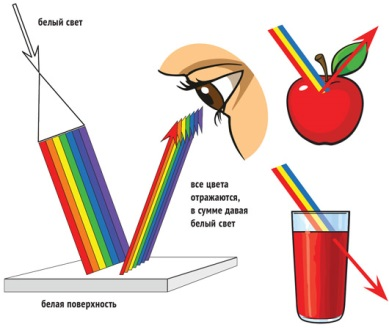 белый свет
все цвета
отражаются,
в сумме давая
белый свет
белая поверхность